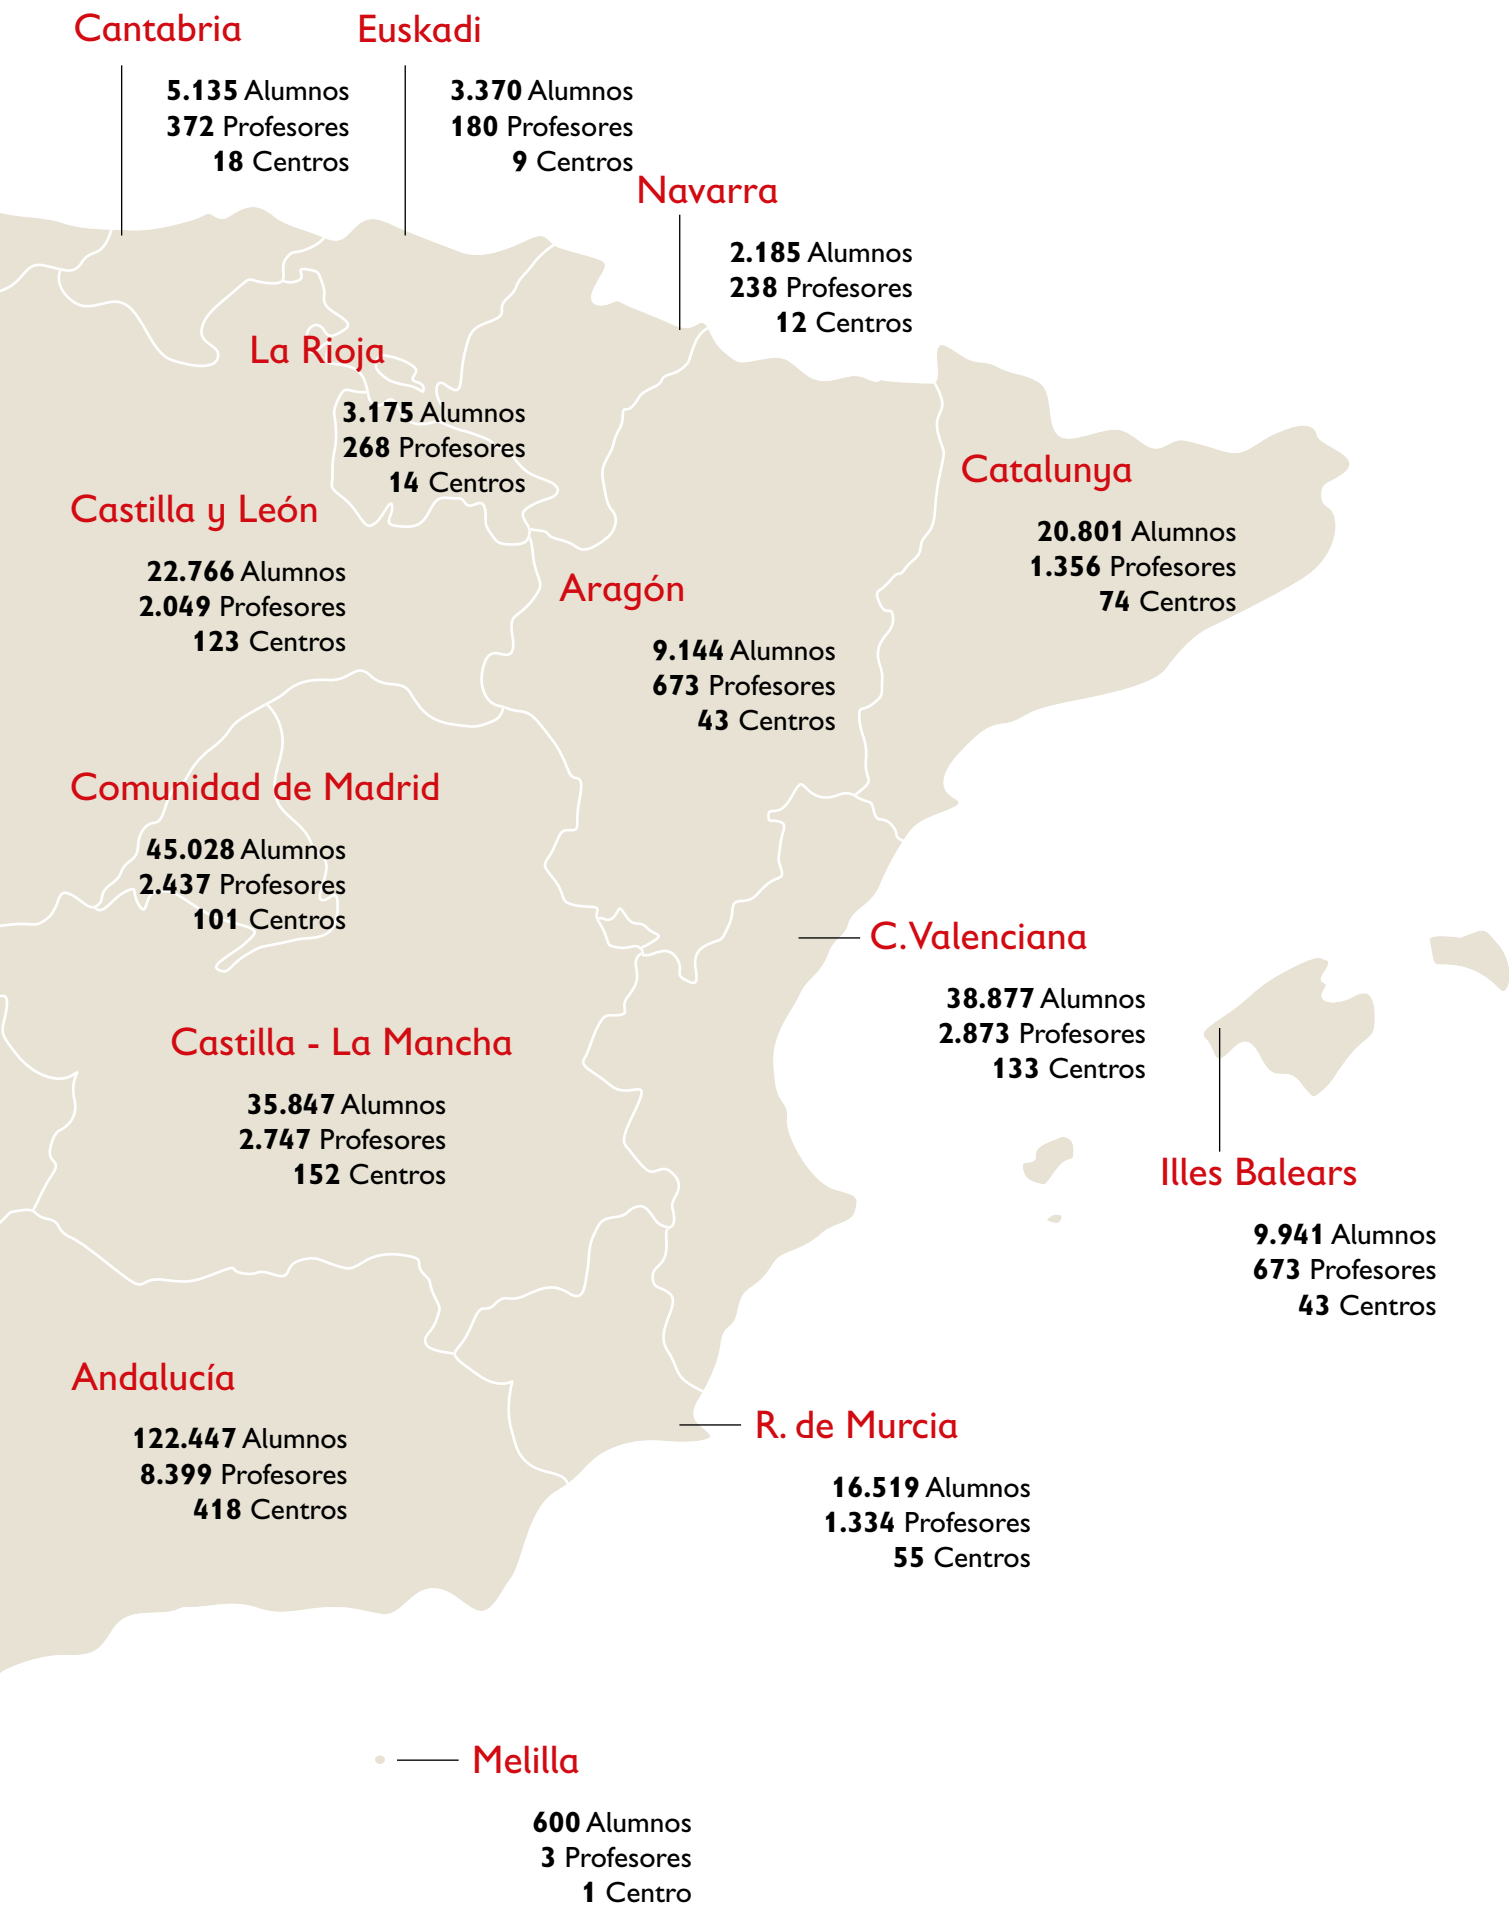 Cantabria
5.135 Alumnos
372 Profesores
18 Centros
Euskadi
3.370 Alumnos
180 Profesores
9 Centros
Navarra
2.185 Alumnos
238 Profesores
12 Centros
La Rioja
3.175 Alumnos
268 Profesores
14 Centros
Catalunya
20.801 Alumnos
1.356 Profesores
74 Centros
Castilla y León
22.766 Alumnos
2.049 Profesores
123 Centros
Aragón
9.144 Alumnos
673 Profesores
43 Centros
Comunidad de Madrid
45.028 Alumnos
2.437 Profesores
101 Centros
C. Valenciana
38.877 Alumnos
2.873 Profesores
133 Centros
Castilla - La Mancha
35.847 Alumnos
2.747 Profesores
152 Centros
Illes Balears
9.941 Alumnos
673 Profesores
43 Centros
Andalucía
122.447 Alumnos
8.399 Profesores
418 Centros
R. de Murcia
16.519 Alumnos
1.334 Profesores
55 Centros
Melilla
600 Alumnos
3 Profesores
1 Centro